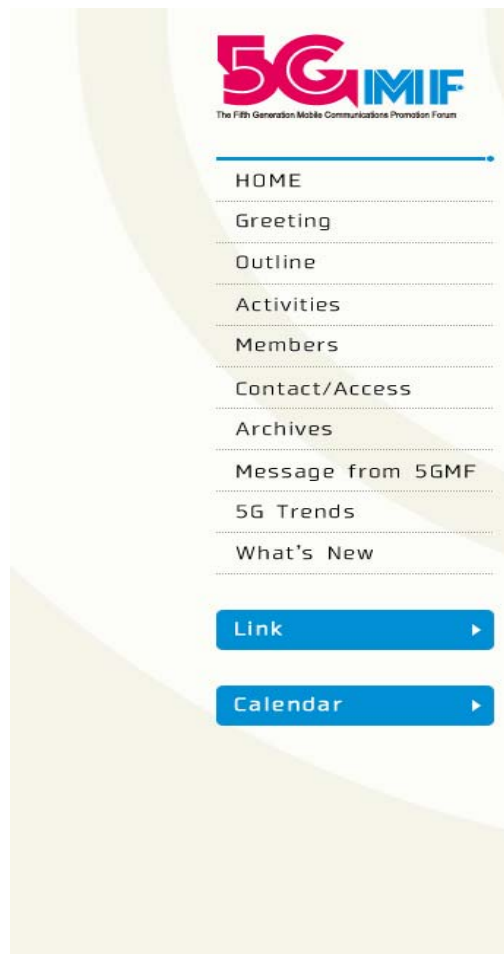 5GMF
The Fifth Generation Mobile Communications Promotion Forum
HOME
Greeting
Outline
Activities
Members
Contact/Access
Archives
Message from 5GMF
5G Trends
What's New
Link
Calendar